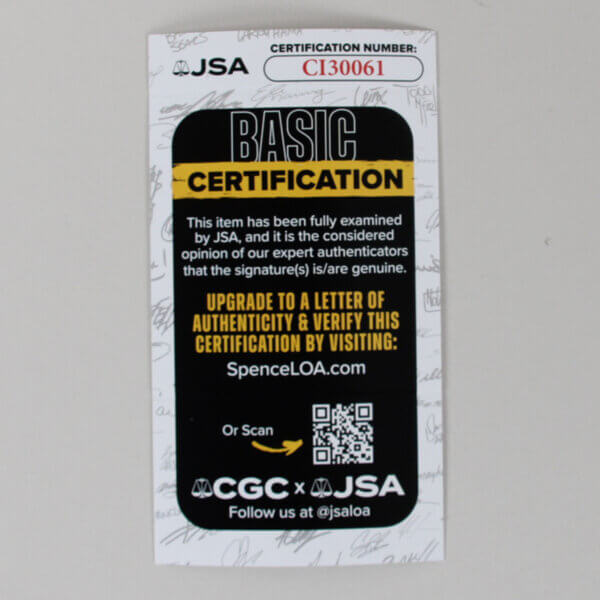 CERTIFICATION NUMBER:
JSA
CI30061
BASIC
CERTIFICATION
This item has been fully examined
by JSA, and it is the considered
opinion of our expert authenticators
that the signature(s) is/are genuine.
UPGRADE TO A LETTER OF
AUTHENTICITY & VERIFY THIS
CERTIFICATION BY VISITING:
SpenceLOA.com
Or Scan
CGC x JSA
Follow us at @jsaloa